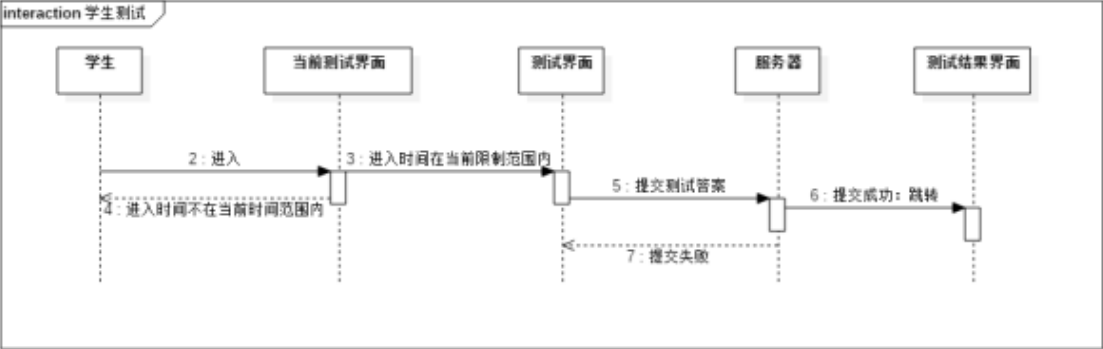 interaction 学生测试
学生
当前测试界面
测试界面
服务器
测试结果界面
2 : 进入
3 : 进入时间在当前限制范围内
4 : 进入时间不在当前时间范围内
5 : 提交测试答案
6 : 提交成功：跳转
7 : 提交失败